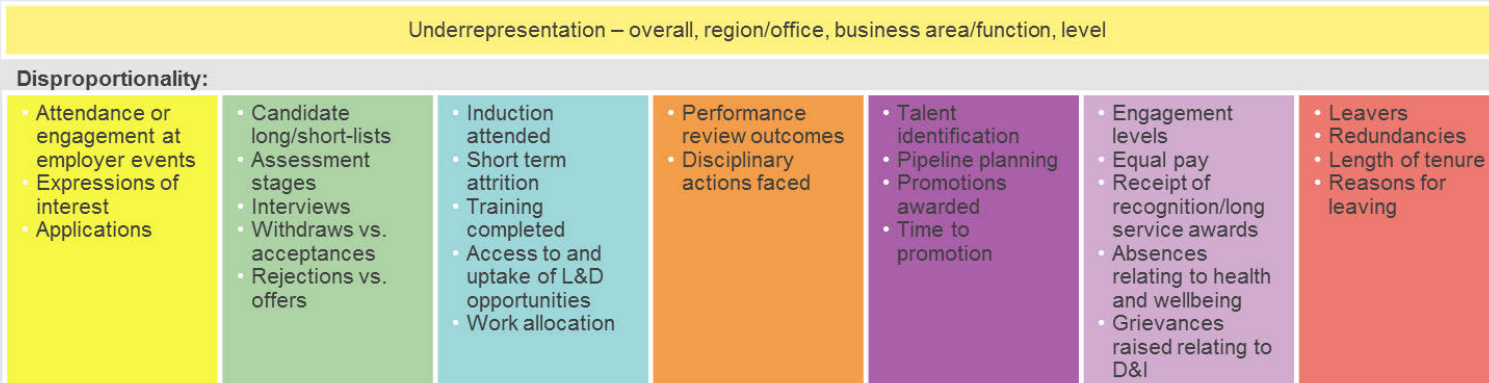 Underrepresentation – overall, region/office, business area/function, level
Disproportionality:
• Attendance or
engagement at
employer events
• Expressions of
interest
• Applications
• Candidate
long/short-lists
• Assessment
stages
• Interviews
• Withdraws vs.
acceptances
• Rejections vs.
offers
• Induction
attended
• Short term
attrition
• Training
completed
• Access to and
uptake of L&D
opportunities
• Work allocation
• Performance
review outcomes
• Disciplinary
actions faced
• Talent
identification
• Pipeline planning
• Promotions
awarded
• Time to
promotion
• Engagement
levels
• Equal pay
• Receipt of
recognition/long
service awards
• Absences
relating to health
and wellbeing
• Grievances
raised relating to
D&I
• Leavers
• Redundancies
• Length of tenure
• Reasons for
leaving